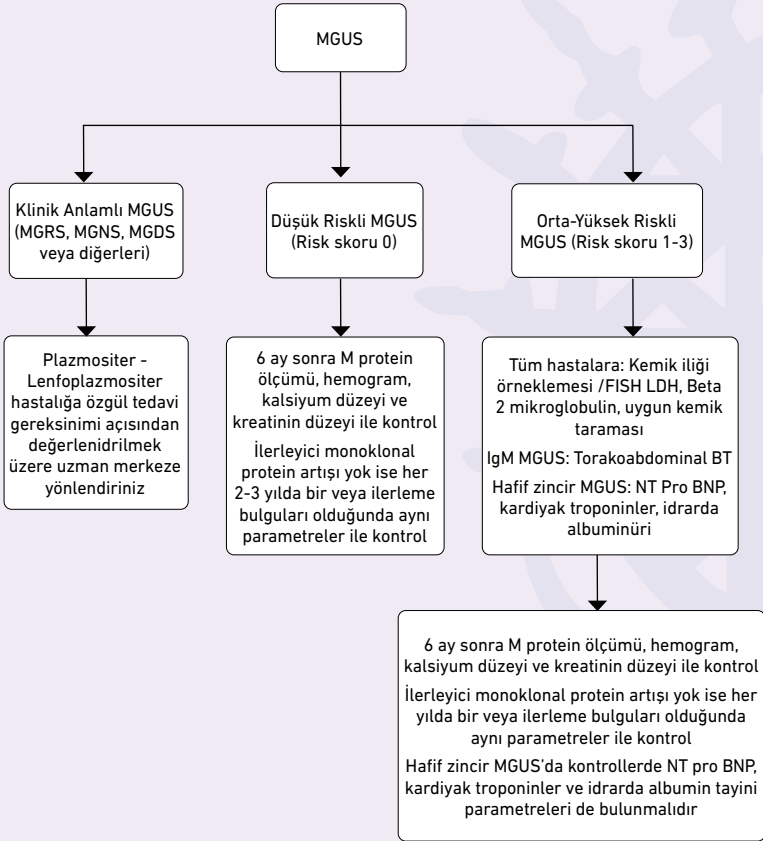 MGUS
Klinik Anlamlı MGUS
(MGRS, MGNS, MGDS
veya diğerleri)
Düşük Riskli MGUS
(Risk skoru 0)
Orta-Yüksek Riskli
MGUS (Risk skoru 1-3)
Plazmositer -
Lenfoplazmositer
hastalığa özgül tedavi
gereksinimi açısından
değerlenidrilmek
üzere uzman merkeze
yönlendiriniz
6 ay sonra M protein
ölçümü, hemogram,
kalsiyum düzeyi ve
kreatinin düzeyi ile kontrol
İlerleyici monoklonal
protein artışı yok ise her
2-3 yılda bir veya ilerleme
bulguları olduğunda aynı
parametreler ile kontrol
Tüm hastalara: Kemik iliği
örneklemesi /FISH LDH, Beta
2 mikroglobulin, uygun kemik
taraması
IgM MGUS: Torakoabdominal BT
Hafif zincir MGUS: NT Pro BNP,
kardiyak troponinler, idrarda
albuminüri
6 ay sonra M protein ölçümü, hemogram,
kalsiyum düzeyi ve kreatinin düzeyi ile kontrol
İlerleyici monoklonal protein artışı yok ise her
yılda bir veya ilerleme bulguları olduğunda
aynı parametreler ile kontrol
Hafif zincir MGUS'da kontrollerde NT pro BNP,
kardiyak troponinler ve idrarda albumin tayini
parametreleri de bulunmalıdır